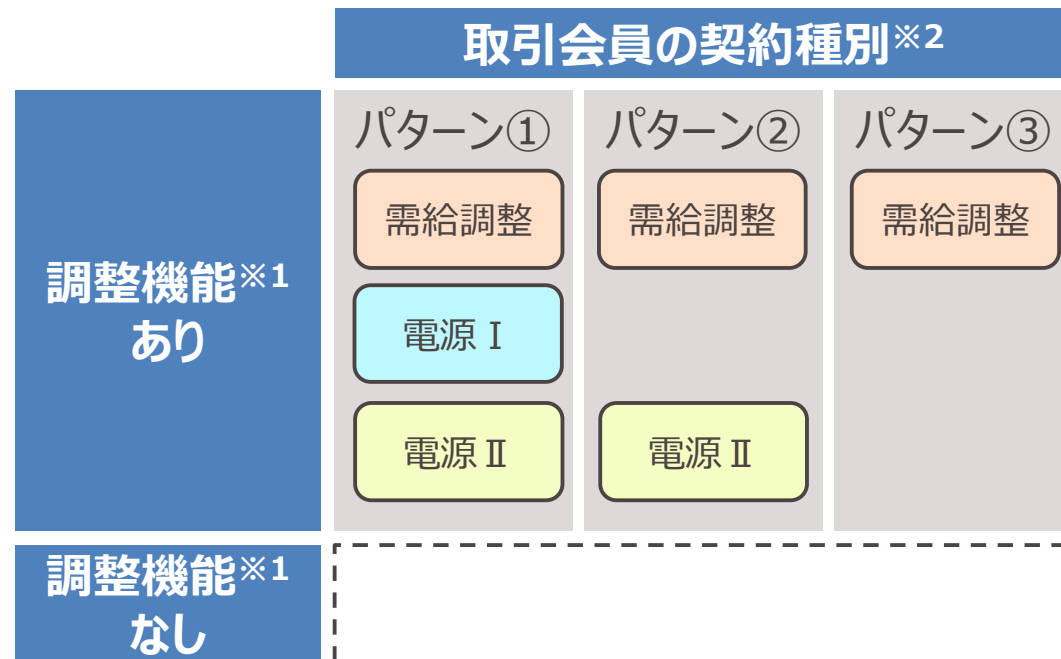 取引会員の契約種別※2
パターン① パターン② パターン③
需給調整 需給調整 需給調整
調整機能※1
あり
電源Ⅰ
電源Ⅱ 電源Ⅱ
調整機能※1
なし